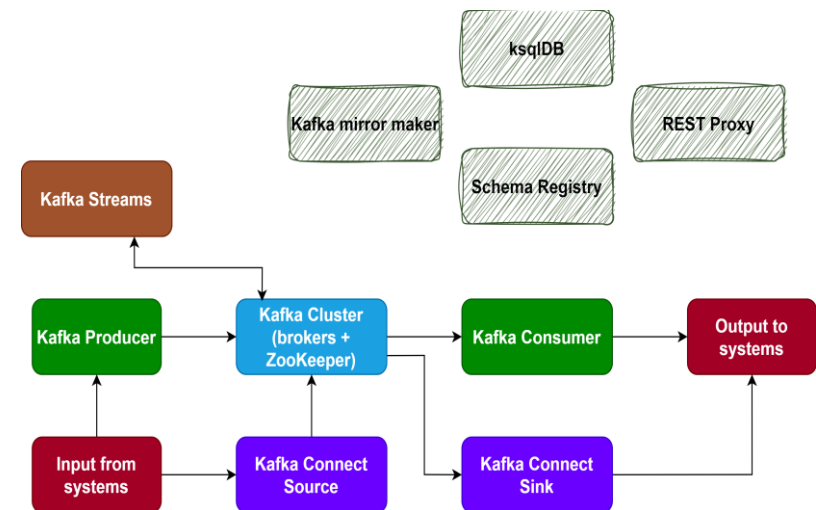 ksqlDB
Kafka mirror maker
REST Proxy
Schema Registry
Kafka Streams
Kafka Producer
Kafka Cluster
(brokers +
ZooKeeper)
Kafka Consumer
Output to
systems
Input from
systems
Kafka Connect
Source
Kafka Connect
Sink